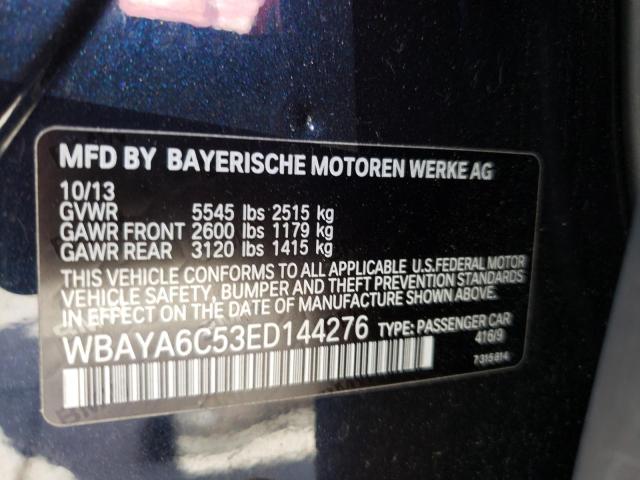 MFD BY BAYERISCHE MOTOREN WERKE AG
10/13
GVWR 5545 lbs 2515 kg
GAWR FRONT 2600 lbs 1179 kg
GAWR REAR 3120 lbs 1415 kg
THIS VEHICLE CONFORMS TO ALL APPLICABLE U.S.FEDERAL MOTOR
VEHICLE SAFETY, BUMPER AND THEFT PREVENTION STANDARDS
IN EFFECT ON THE DATE OF MANUFACTURE SHOWN ABOVE.
WBAYA6C53ED144276 TYPE: PASSENGER CAR
416/9
7315814